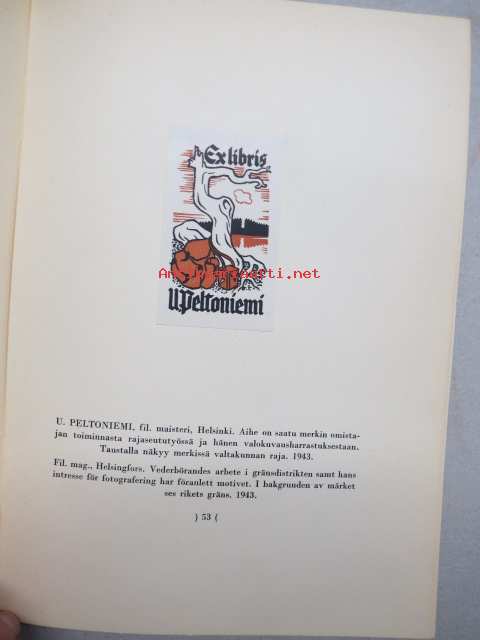 Ex libris
U. Peltoniemi
U. PELTONIEMI, fil. maisteri, Helsinki. Aihe on saatu merkin omista-
jan toiminnasta rajaseututyössä ja hänen valokuvausharrastuksestaan.
Taustalla näkyy merkissä valtakunnan raja. 1943.
Fil. mag., Helsingfors. Vederbörandes arbete i gränsdistrikten samt hans
intresse för fotografering har föranlett motivet. I bakgrunden av märket
ses rikets gräns. 1943.
) 53 (